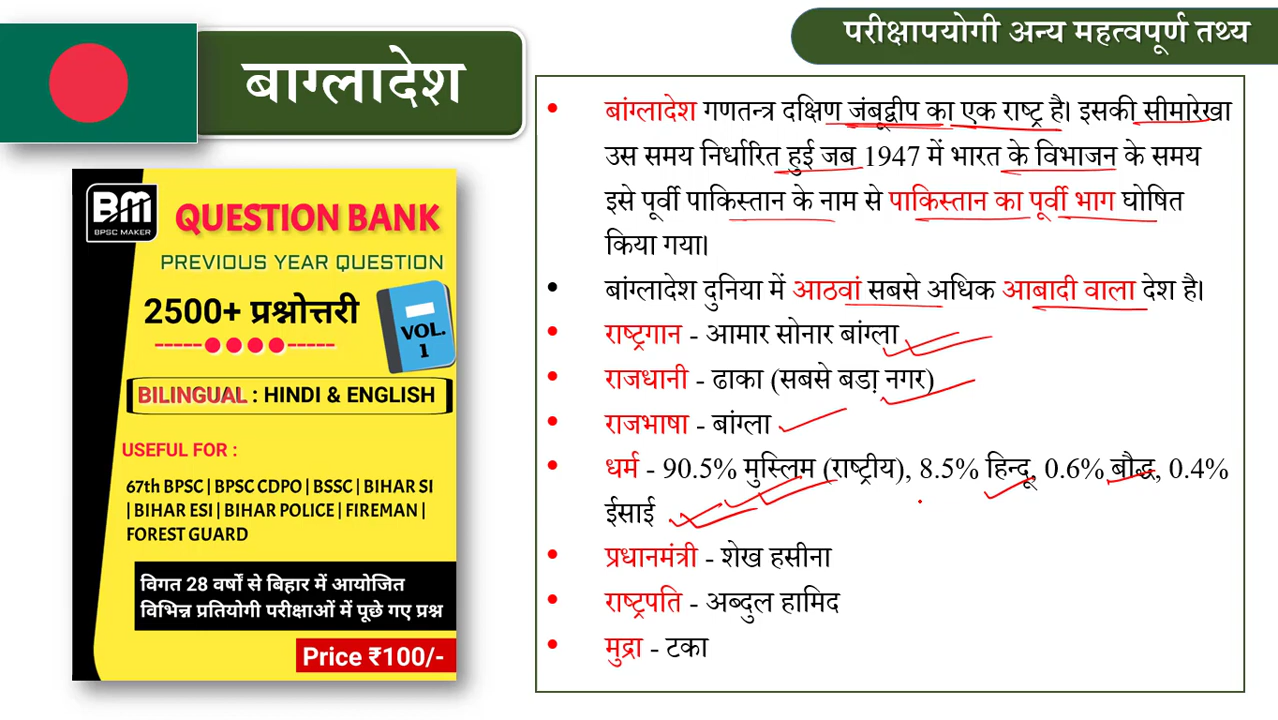 बाग्लादेश
परीक्षापयोगी अन्य महत्वपूर्ण तथ्य
BM
BPSC MAKER
QUESTION BANK
PREVIOUS YEAR QUESTION
2500+ प्रश्नोत्तरी
VOL.
1
BILINGUAL : HINDI & ENGLISH
USEFUL FOR :
67th BPSC | BPSC CDPO | BSSC | BIHAR SI
| BIHAR ESI | BIHAR POLICE | FIREMAN |
FOREST GUARD
विगत 28 वर्षों से बिहार में आयोजित
विभिन्न प्रतियोगी परीक्षाओं में पूछे गए प्रश्न
Price ₹100/-
• बांग्लादेश गणतन्त्र दक्षिण जंबूद्वीप का एक राष्ट्र है। इसकी सीमारेखा
उस समय निर्धारित हुई जब 1947 में भारत के विभाजन के समय
इसे पूर्वी पाकिस्तान के नाम से पाकिस्तान का पूर्वी भाग घोषित
किया गया।
• बांग्लादेश दुनिया में आठवां सबसे अधिक आबादी वाला देश है।
• राष्ट्रगान - आमार सोनार बांग्ला
• राजधानी - ढाका (सबसे बडा़ नगर)
• राजभाषा - बांग्ला
• धर्म - 90.5% मुस्लिम (राष्ट्रीय), 8.5% हिन्दू, 0.6% बौद्ध, 0.4%
ईसाई
• प्रधानमंत्री - शेख हसीना
• राष्ट्रपति - अब्दुल हामिद
• मुद्रा - टका